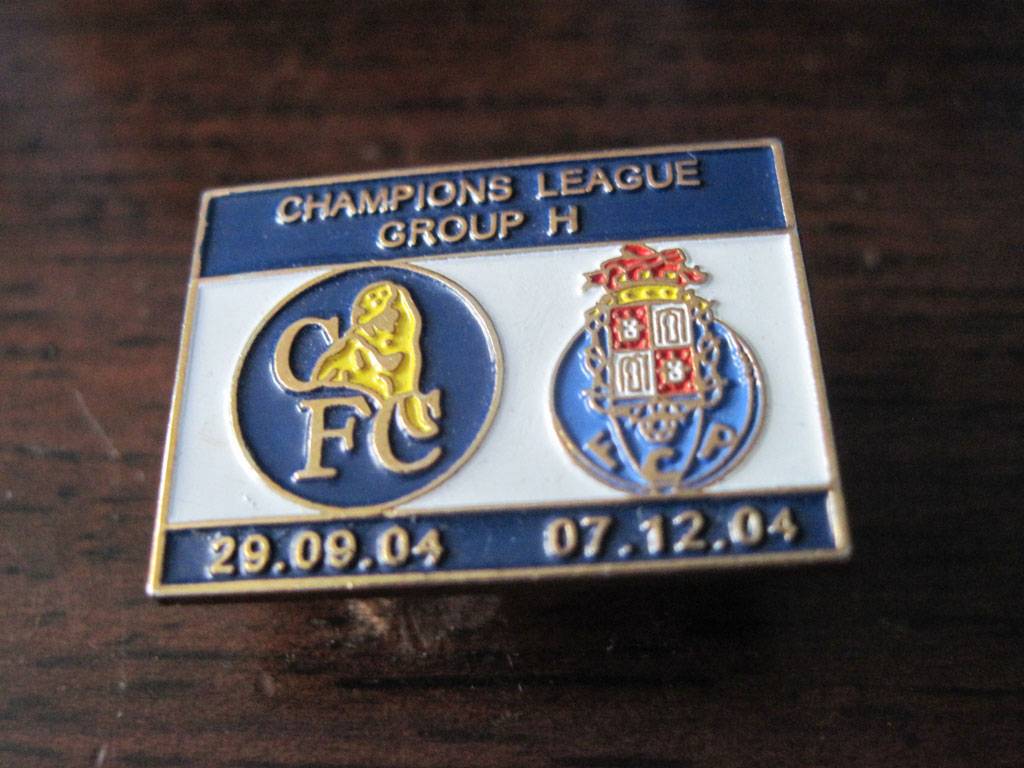 CHAMPIONS LEAGUE
GROUP H
CFC
FCP
29.09.04 07.12.04